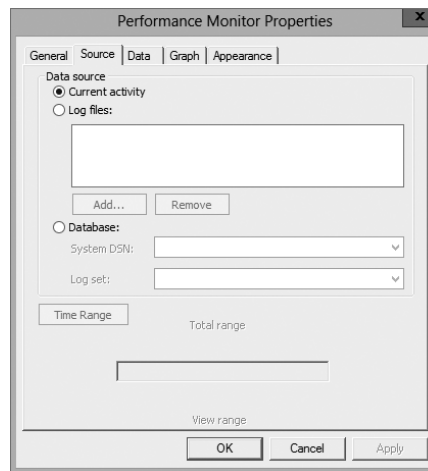 Performance Monitor Properties
x
General Source Data Graph Appearance
Data source
Current activity
Log files:
Add... Remove
Database:
System DSN:
Log set:
Time Range
Total range
View range
OK Cancel Apply